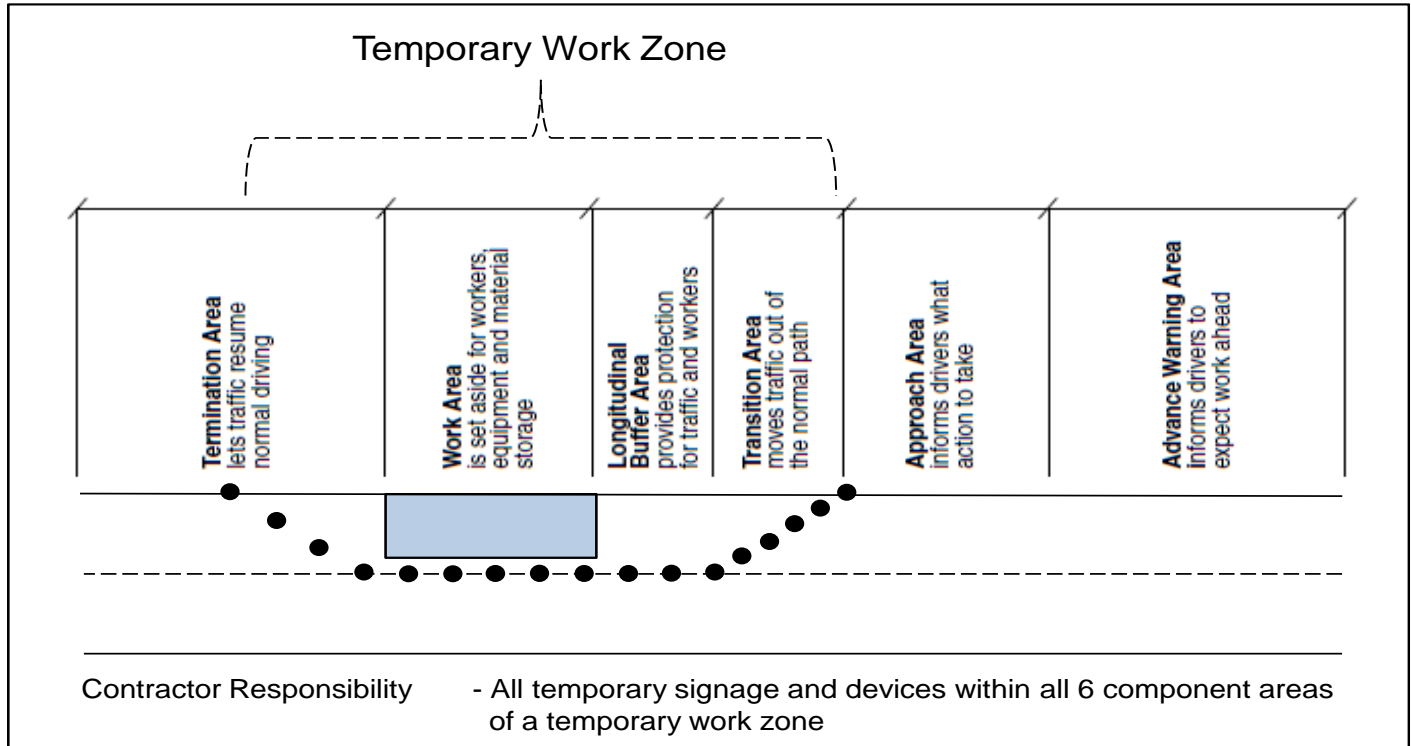 Temporary Work Zone
Termination Area
lets traffic resume
normal driving
Work Area
is set aside for workers,
equipment and material
storage
Longitudinal
Buffer Area
provides protection
for traffic and workers
Transition Area
moves traffic out of
the normal path
Approach Area
informs drivers what
action to take
Advance Warning Area
informs drivers to
expect work ahead
Contractor Responsibility - All temporary signage and devices within all 6 component areas
of a temporary work zone